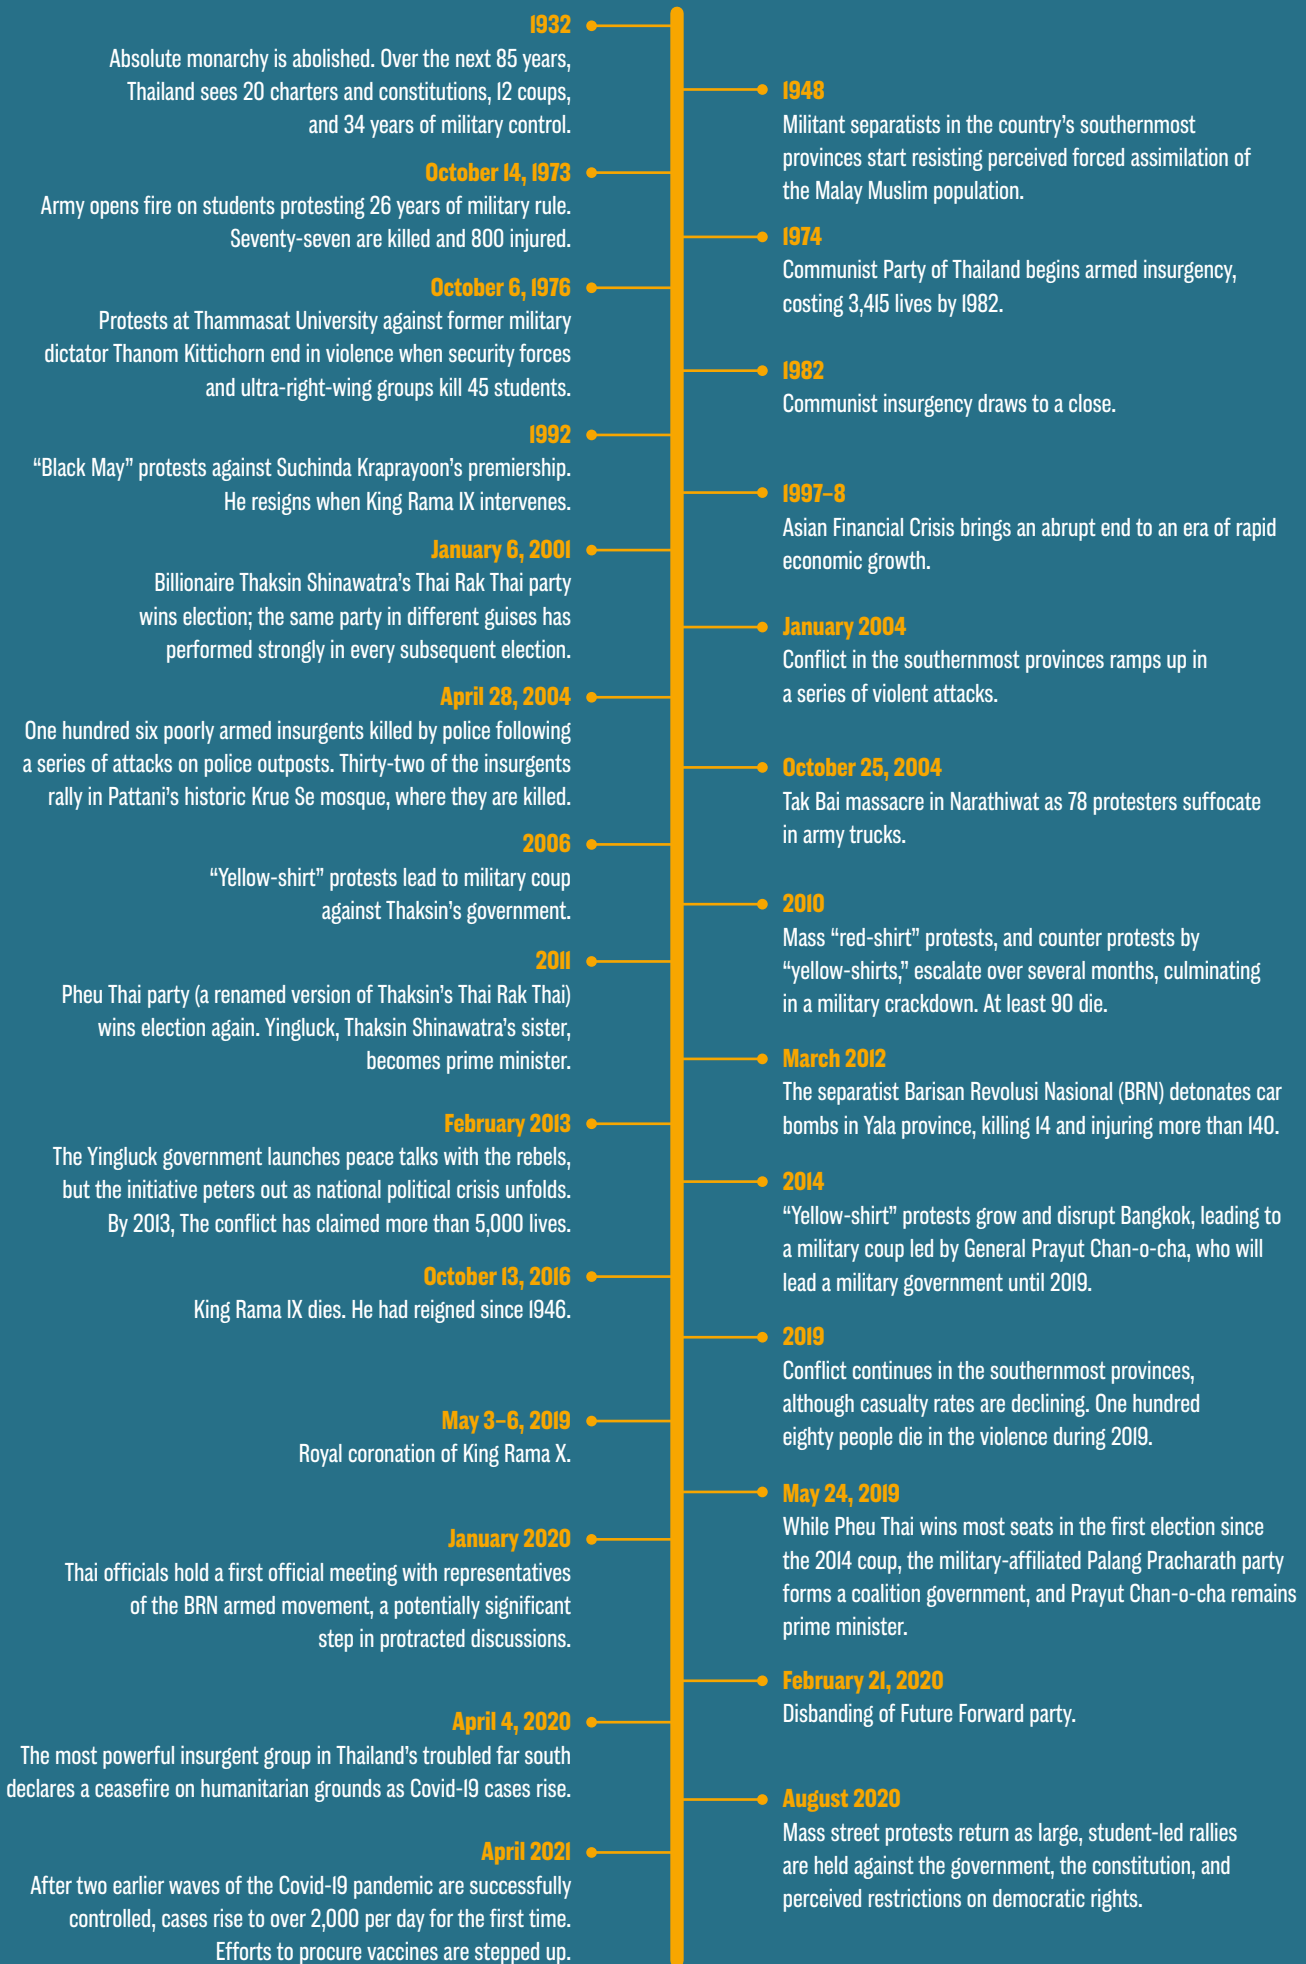 1932
Absolute monarchy is abolished. Over the next 85 years,
Thailand sees 20 charters and constitutions, 12 coups,
and 34 years of military control.
1948
Militant separatists in the country’s southernmost
provinces start resisting perceived forced assimilation of
the Malay Muslim population.
October 14, 1973
Army opens fire on students protesting 26 years of military rule.
Seventy-seven are killed and 800 injured.
1974
Communist Party of Thailand begins armed insurgency,
costing 3,415 lives by 1982.
October 6, 1976
Protests at Thammasat University against former military
dictator Thanom Kittichorn end in violence when security forces
and ultra-right-wing groups kill 45 students.
1982
Communist insurgency draws to a close.
1992
“Black May” protests against Suchinda Kraprayoon’s premiership.
He resigns when King Rama IX intervenes.
1997–8
Asian Financial Crisis brings an abrupt end to an era of rapid
economic growth.
January 6, 2001
Billionaire Thaksin Shinawatra’s Thai Rak Thai party
wins election; the same party in different guises has
performed strongly in every subsequent election.
January 2004
Conflict in the southernmost provinces ramps up in
a series of violent attacks.
April 28, 2004
One hundred six poorly armed insurgents killed by police following
a series of attacks on police outposts. Thirty-two of the insurgents
rally in Pattani’s historic Krue Se mosque, where they are killed.
October 25, 2004
Tak Bai massacre in Narathiwat as 78 protesters suffocate
in army trucks.
2006
“Yellow-shirt” protests lead to military coup
against Thaksin’s government.
2010
Mass “red-shirt” protests, and counter protests by
“yellow-shirts,” escalate over several months, culminating
in a military crackdown. At least 90 die.
2011
Pheu Thai party (a renamed version of Thaksin’s Thai Rak Thai)
wins election again. Yingluck, Thaksin Shinawatra’s sister,
becomes prime minister.
March 2012
The separatist Barisan Revolusi Nasional (BRN) detonates car
bombs in Yala province, killing 14 and injuring more than 140.
February 2013
The Yingluck government launches peace talks with the rebels,
but the initiative peters out as national political crisis unfolds.
By 2013, The conflict has claimed more than 5,000 lives.
2014
“Yellow-shirt” protests grow and disrupt Bangkok, leading to
a military coup led by General Prayut Chan-o-cha, who will
lead a military government until 2019.
October 13, 2016
King Rama IX dies. He had reigned since 1946.
2019
Conflict continues in the southernmost provinces,
although casualty rates are declining. One hundred
eighty people die in the violence during 2019.
May 3–6, 2019
Royal coronation of King Rama X.
May 24, 2019
While Pheu Thai wins most seats in the first election since
the 2014 coup, the military-affiliated Palang Pracharath party
forms a coalition government, and Prayut Chan-o-cha remains
prime minister.
January 2020
Thai officials hold a first official meeting with representatives
of the BRN armed movement, a potentially significant
step in protracted discussions.
February 21, 2020
Disbanding of Future Forward party.
April 4, 2020
The most powerful insurgent group in Thailand’s troubled far south
declares a ceasefire on humanitarian grounds as Covid-19 cases rise.
August 2020
Mass street protests return as large, student-led rallies
are held against the government, the constitution, and
perceived restrictions on democratic rights.
April 2021
After two earlier waves of the Covid-19 pandemic are successfully
controlled, cases rise to over 2,000 per day for the first time.
Efforts to procure vaccines are stepped up.